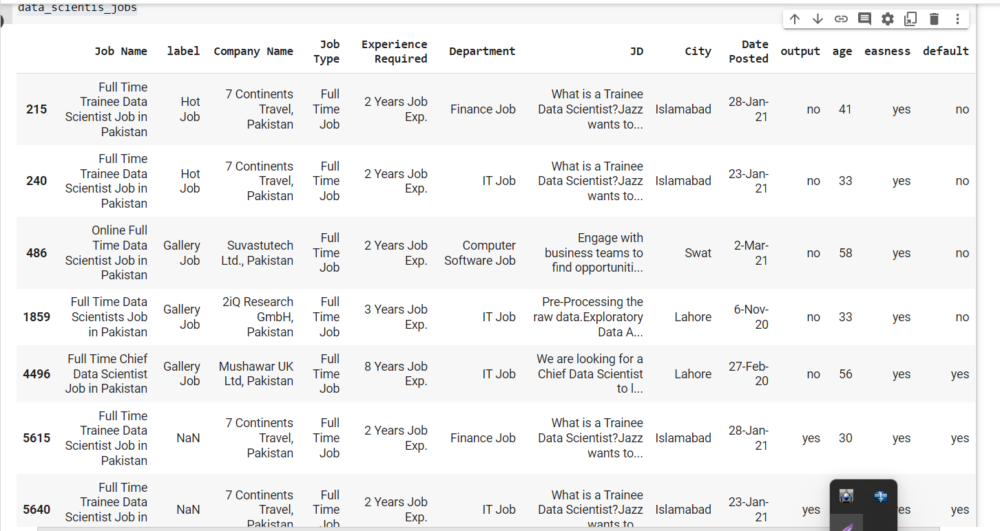 data_scientis_jobs
Job Name label Company Name Job Type Experience Required Department JD City Date Posted output age easness default
215 Full Time Trainee Data Scientist Job in Pakistan Hot Job 7 Continents Travel, Pakistan Full Time Job 2 Years Job Exp. Finance Job What is a Trainee Data Scientist?Jazz wants to... Islamabad 28-Jan-21 no 41 yes no
240 Full Time Trainee Data Scientist Job in Pakistan Hot Job 7 Continents Travel, Pakistan Full Time Job 2 Years Job Exp. IT Job What is a Trainee Data Scientist?Jazz wants to... Islamabad 23-Jan-21 no 33 yes no
486 Online Full Time Data Scientist Job in Pakistan Gallery Job Suvastutech Ltd., Pakistan Full Time Job 2 Years Job Exp. Computer Software Job Engage with business teams to find opportuniti... Swat 2-Mar-21 no 58 yes no
1859 Full Time Data Scientists Job in Pakistan Gallery Job 2iQ Research GmbH, Pakistan Full Time Job 3 Years Job Exp. IT Job Pre-Processing the raw data.Exploratory Data A... Lahore 6-Nov-20 no 33 yes no
4496 Full Time Chief Data Scientist Job in Pakistan Gallery Job Mushawar UK Ltd, Pakistan Full Time Job 8 Years Job Exp. IT Job We are looking for a Chief Data Scientist to l... Lahore 27-Feb-20 no 56 yes yes
5615 Full Time Trainee Data Scientist Job in Pakistan NaN 7 Continents Travel, Pakistan Full Time Job 2 Years Job Exp. Finance Job What is a Trainee Data Scientist?Jazz wants to... Islamabad 28-Jan-21 yes 30 yes yes
5640 Full Time Trainee Data Scientist Job in NaN 7 Continents Travel, Pakistan Full Time Job 2 Years Job Exp. IT Job What is a Trainee Data Scientist?Jazz wants to... Islamabad 23-Jan-21 yes yes